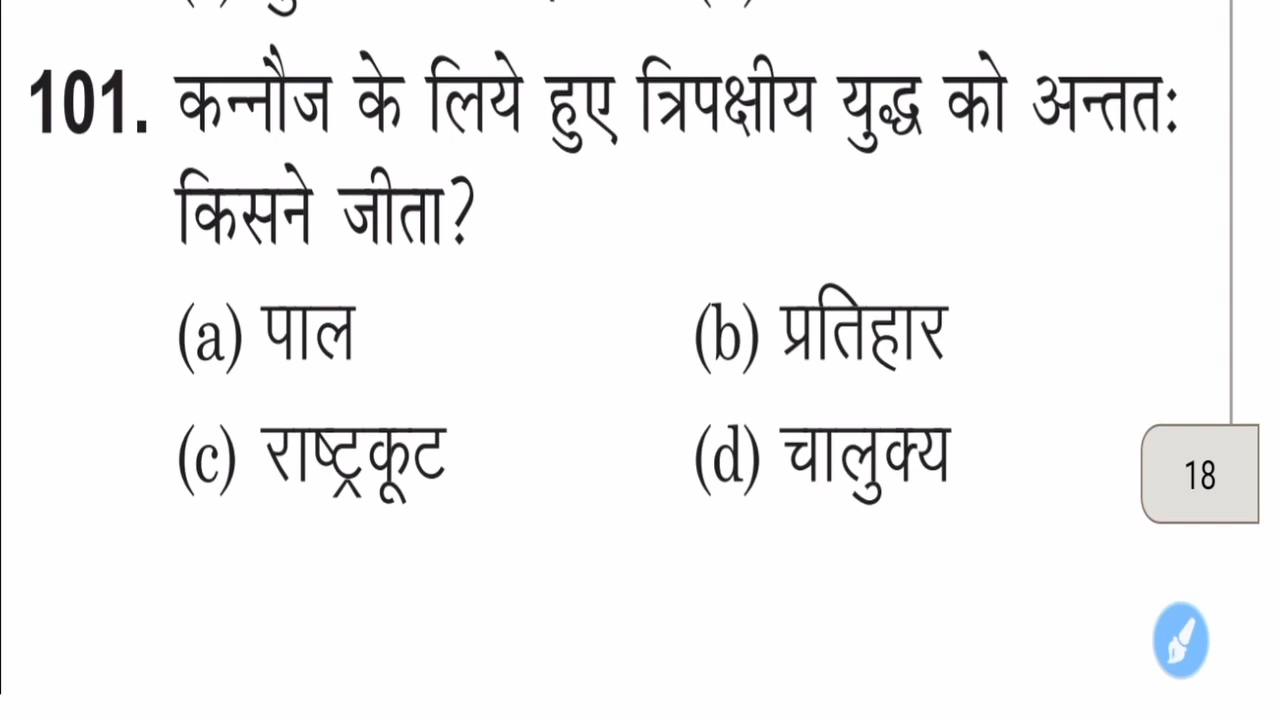 101. कन्नौज के लिये हुए त्रिपक्षीय युद्ध को अन्ततः
किसने जीता?
(a) पाल (b) प्रतिहार
(c) राष्ट्रकूट (d) चालुक्य
18